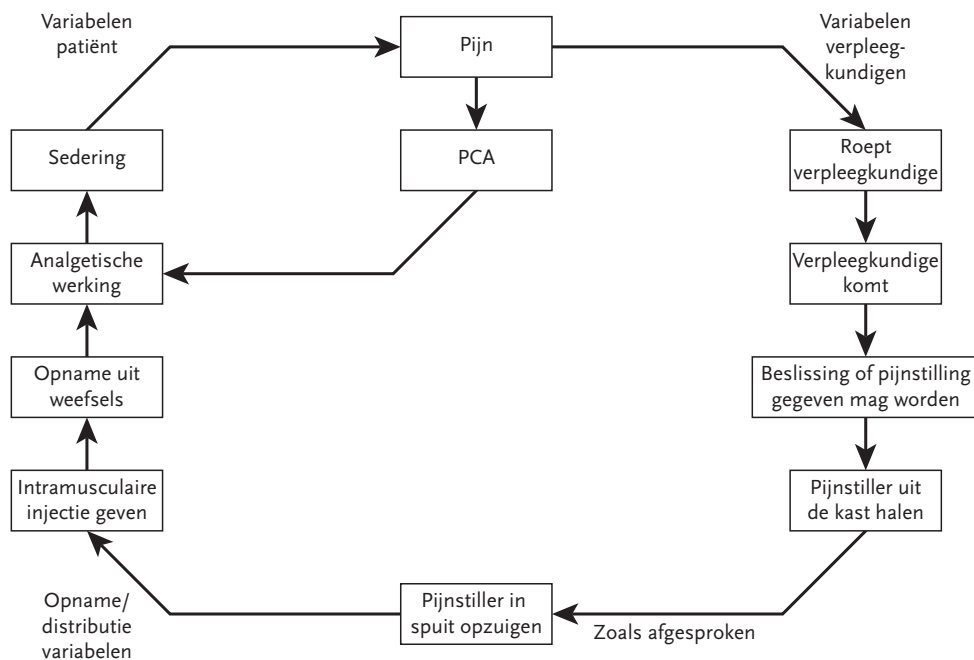 Variabelen
patiënt
Pijn
Variabelen
verpleeg-
kundigen
Sedering
PCA
Roept
verpleegkundige
Analgetische
werking
Verpleegkundige
komt
Opname uit
weefsels
Beslissing of pijnstilling
gegeven mag worden
Intramusculaire
injectie geven
Pijnstiller uit
de kast halen
Opname/
distributie
variabelen
Pijnstiller in
spuit opzuigen
Zoals afgesproken